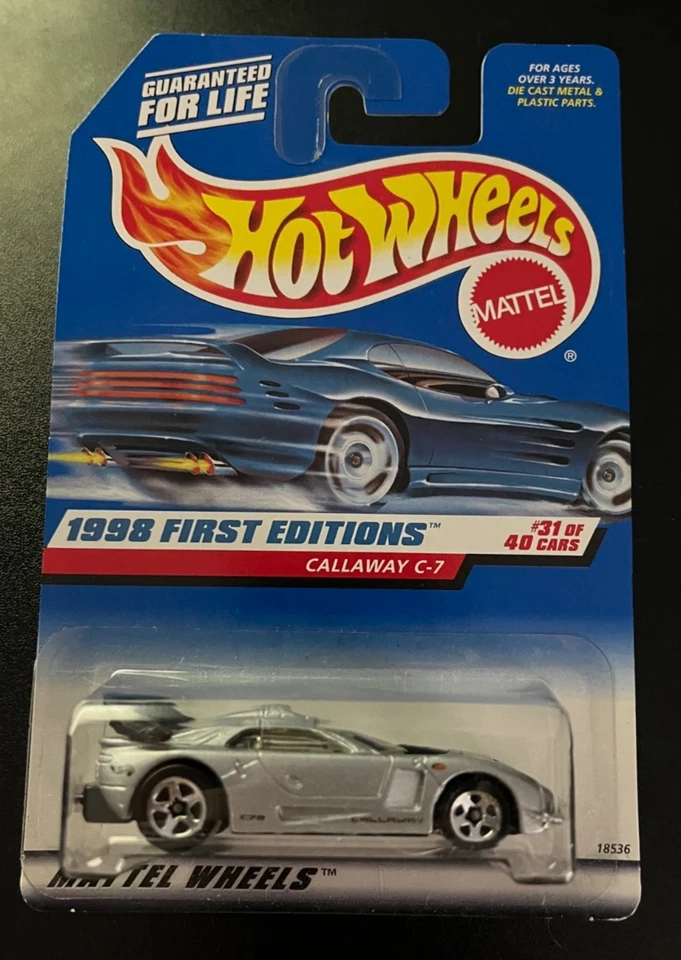 GUARANTEED
FOR LIFE
FOR AGES
OVER 3 YEARS.
DIE CAST METAL &
PLASTIC PARTS.
HOT WHEELS
MATTEL
®
1998 FIRST EDITIONS™
#31 OF
40 CARS
CALLAWAY C-7
C7R
CALLAWAY
18536
MATTEL WHEELS™